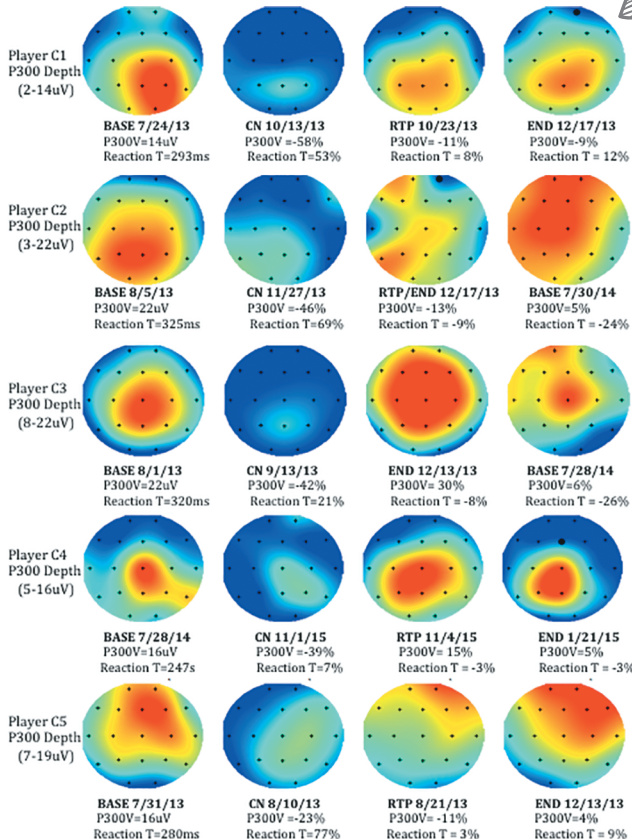 Player C1
P300 Depth
(2-14uV)
BASE 7/24/13 CN 10/13/13 RTP 10/23/13 END 12/17/13
P300V=14uV P300V=-58% P300V= -11% P300V=-9%
Reaction T=293ms Reaction T=53% Reaction T = 8% Reaction T = 12%
Player C2
P300 Depth
(3-22uV)
BASE 8/5/13 CN 11/27/13 RTP/END 12/17/13 BASE 7/30/14
P300V=22uV P300V= -46% P300V= -13% P300V= 5%
Reaction T=325ms Reaction T=69% Reaction T = -9% Reaction T = -24%
Player C3
P300 Depth
(8-22uV)
BASE 8/1/13 CN 9/13/13 END 12/13/13 BASE 7/28/14
P300V=22uV P300V= -42% P300V= 30% P300V=6%
Reaction T=320ms Reaction T=21% Reaction T = -8% Reaction T = -26%
Player C4
P300 Depth
(5-16uV)
BASE 7/28/14 CN 11/1/15 RTP 11/4/15 END 1/21/15
P300V=16uV P300V=-39% P300V= 15% P300V=5%
Reaction T=247s Reaction T=7% Reaction T = -3% Reaction T = -3%
Player C5
P300 Depth
(7-19uV)
BASE 7/31/13 CN 8/10/13 RTP 8/21/13 END 12/13/13
P300V=16uV P300V=-23% P300V= -11% P300V=4%
Reaction T=280ms Reaction T=77% Reaction T = 3% Reaction T = 9%